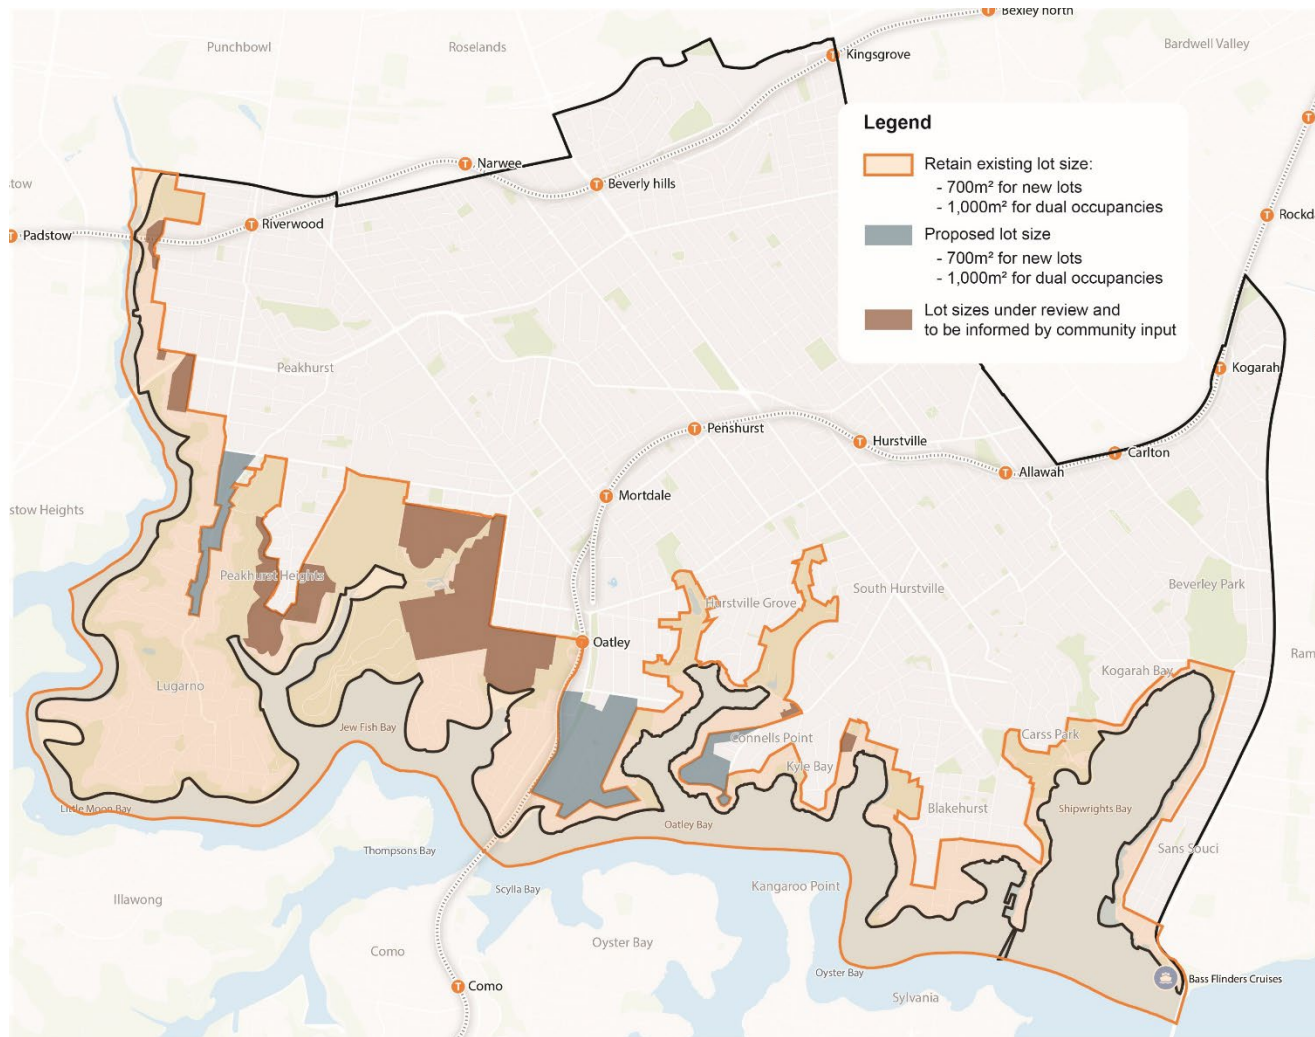 Bexley north
Punchbowl
Roselands
Bardwell Valley
Kingsgrove
Legend
Retain existing lot size:
- 700m² for new lots
- 1,000m² for dual occupancies
Proposed lot size
- 700m² for new lots
- 1,000m² for dual occupancies
Lot sizes under review and
to be informed by community input
Narwee
Beverly hills
stow
Riverwood
Padstow
Rockda
Peakhurst
Kogarah
Penshurst
Hurstville
Carlton
Allawah
Mortdale
stow Heights
Peakhurst Heights
Beverley Park
South Hurstville
Hurstville Grove
Oatley
Ram
Kogarah Bay
Lugarno
Jew Fish Bay
Connells Point
Carss Park
Kyle Bay
Little Moon Bay
Blakehurst
Shipwrights Bay
Oatley Bay
Thompsons Bay
Sans Souci
Kangaroo Point
Scylla Bay
Illawong
Oyster Bay
Como
Oyster Bay
Bass Flinders Cruises
Como
Sylvania